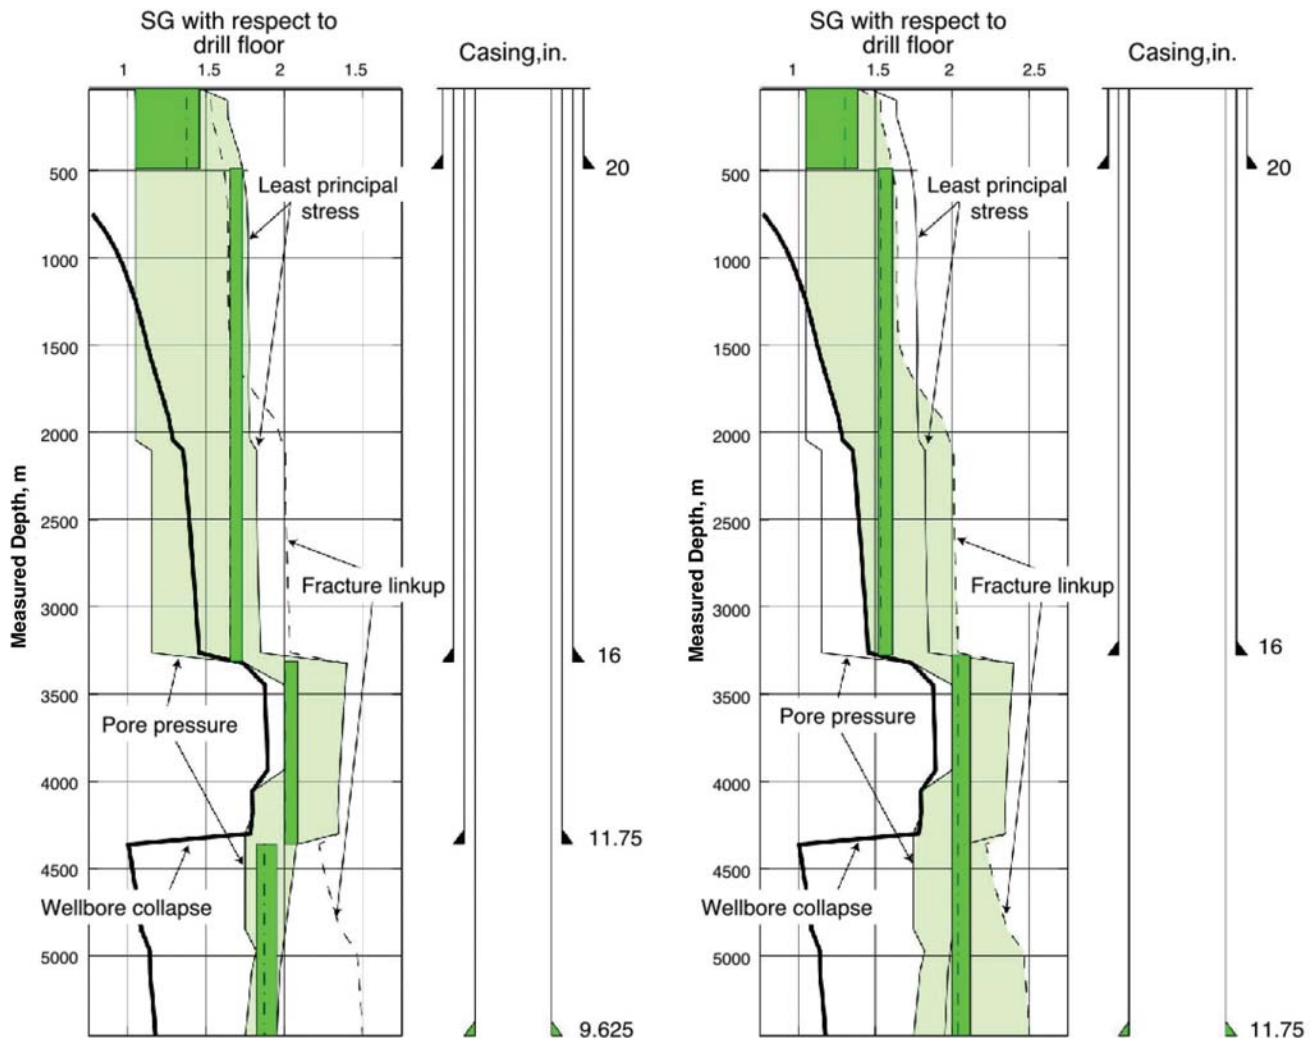 SG with respect to
drill floor
1 1.5 2 1.5
Casing,in.
500
1000
1500
2000
2500
3000
3500
4000
4500
5000
Measured Depth, m
Least principal
stress
Fracture linkup
Pore pressure
Wellbore collapse
20
16
11.75
9.625
SG with respect to
drill floor
1 1.5 2 2.5
Casing,in.
500
1000
1500
2000
2500
3000
3500
4000
4500
5000
Measured Depth, m
Least principal
stress
Fracture linkup
Pore pressure
Wellbore collapse
20
16
11.75